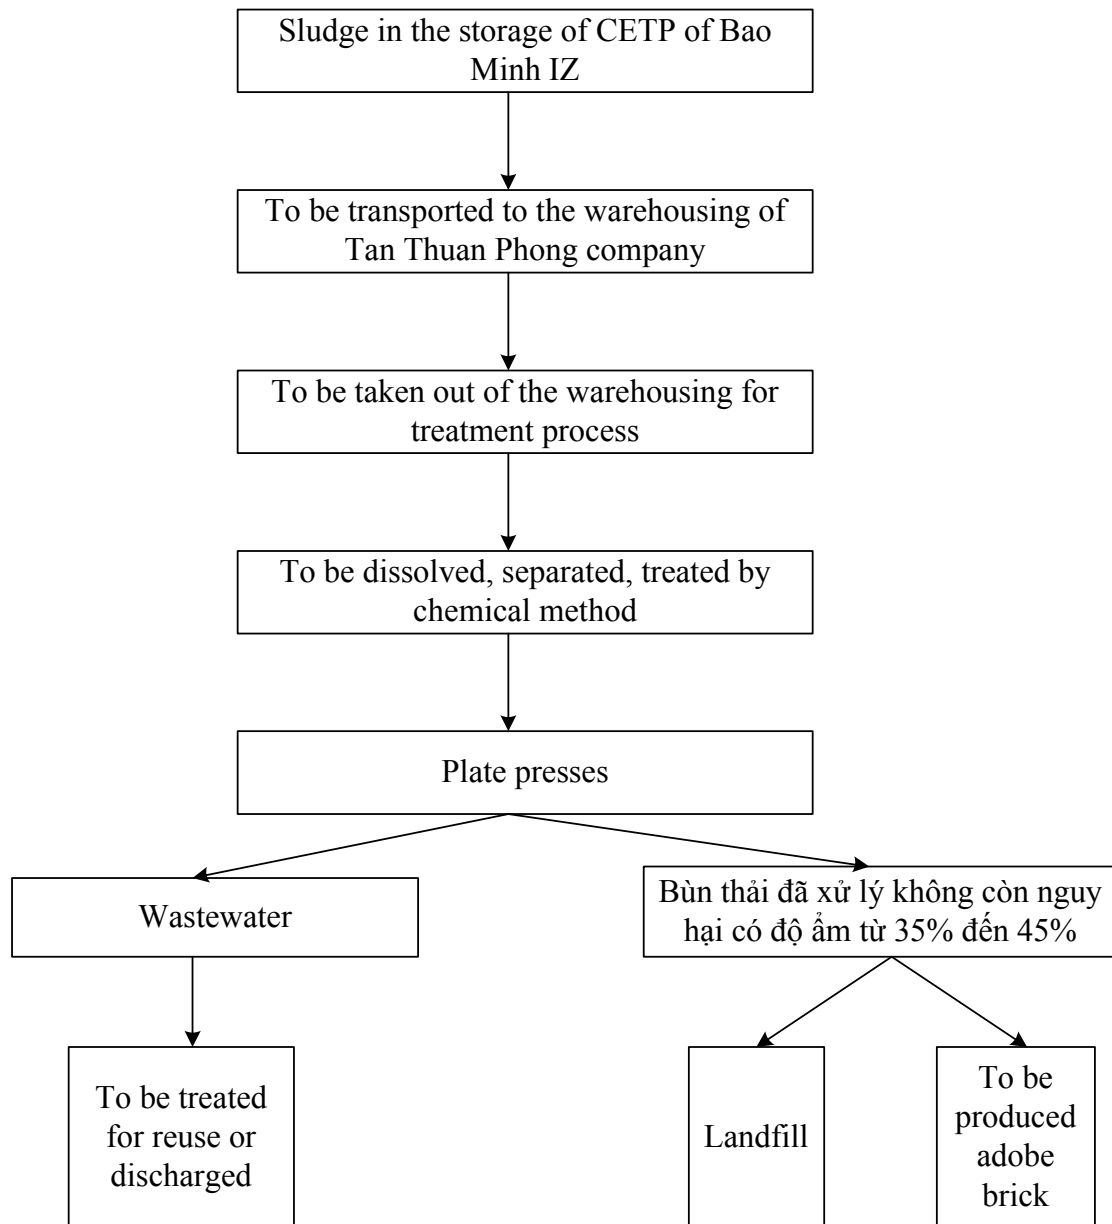 Sludge in the storage of CETP of Bao
Minh IZ
To be transported to the warehousing of
Tan Thuan Phong company
To be taken out of the warehousing for
treatment process
To be dissolved, separated, treated by
chemical method
Plate presses
Wastewater
Bùn thải đã xử lý không còn nguy
hại có độ ẩm từ 35% đến 45%
To be treated
for reuse or
discharged
Landfill
To be
produced
adobe
brick